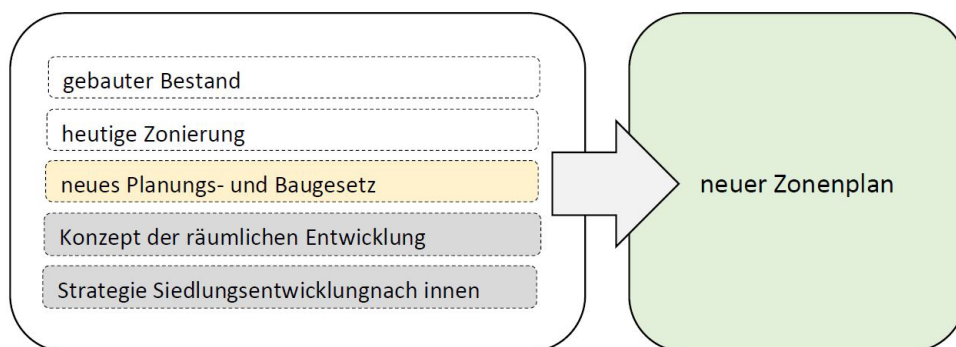 gebauter Bestand
heutige Zonierung
neues Planungs- und Baugesetz
Konzept der räumlichen Entwicklung
Strategie Siedlungsentwicklungnach innen
neuer Zonenplan